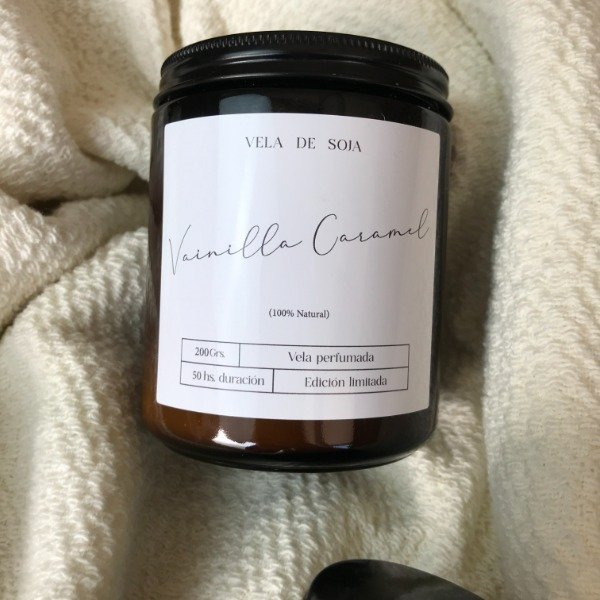 VELA DE SOJA
Vainilla Caramel
(100% Natural)
200Grs. Vela perfumada
50 hs. duración Edición limitada